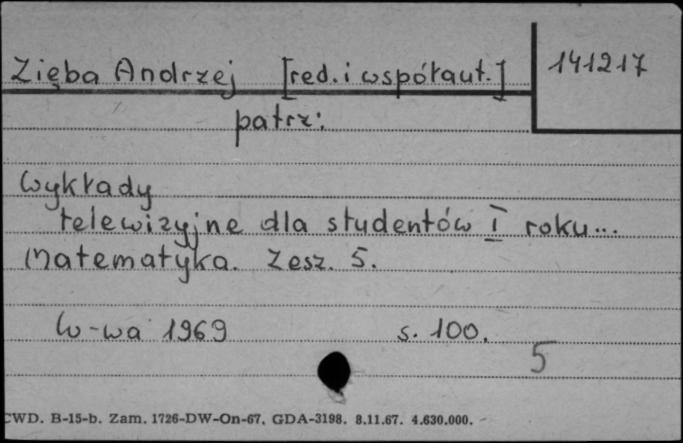 Zięba Andrzej [red. i współaut.]
141217
patrz:
Wykłady
telewizyjne dla studentów I roku...
Matematyka. Zesz. 5.
W-wa 1969 s. 100.
5
CWD. B-15-b. Zam. 1726-DW-On-67. GDA-3198. 8.11.67. 4.630.000.